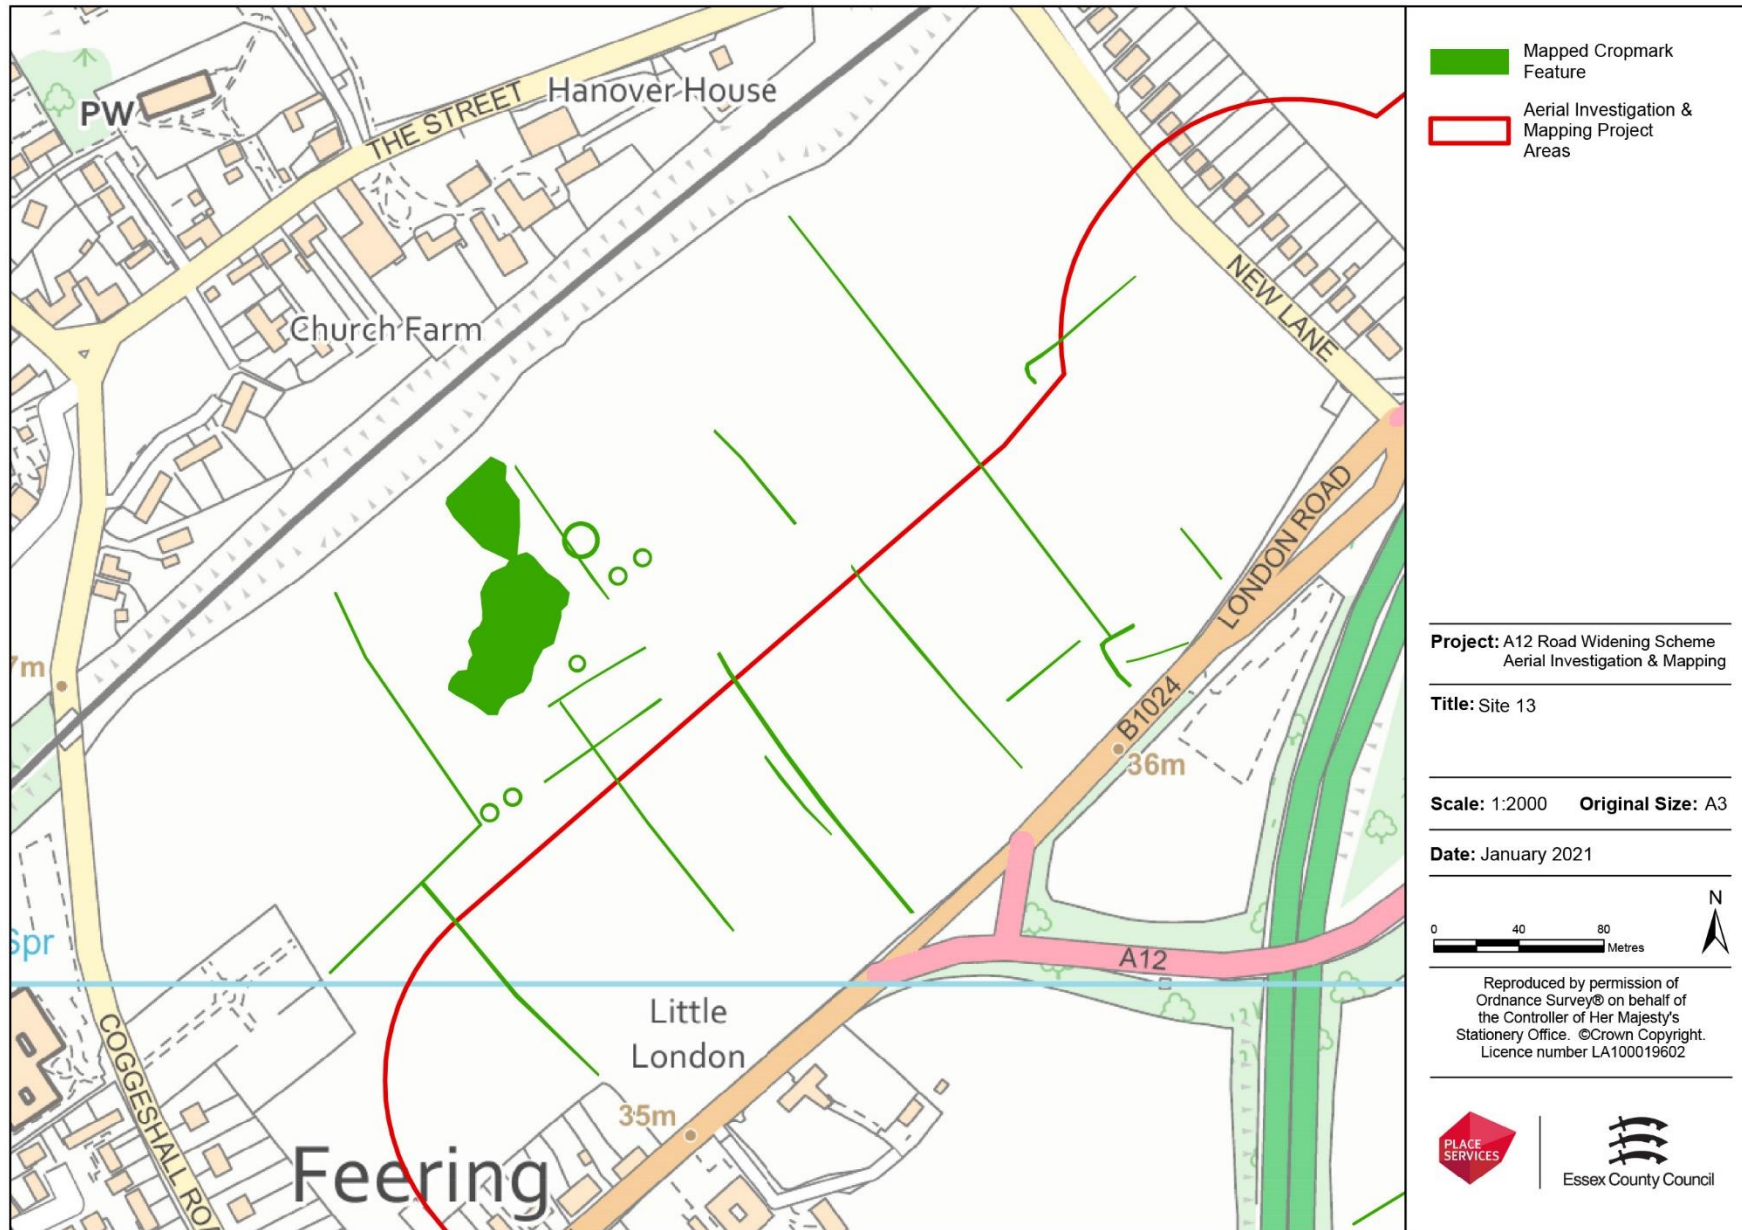 PW
THE STREET
Hanover House
Church Farm
NEW LANE
LONDON ROAD
7m
B1024
36m
Spr
A12
Little
London
COGGESHALL ROA
35m
Feering
Mapped Cropmark
Feature
Aerial Investigation &
Mapping Project
Areas
Project: A12 Road Widening Scheme
Aerial Investigation & Mapping
Title: Site 13
Scale: 1:2000 Original Size: A3
Date: January 2021
N
0 40 80
Metres
Reproduced by permission of
Ordnance Survey® on behalf of
the Controller of Her Majesty's
Stationery Office. ©Crown Copyright.
Licence number LA100019602
PLACE
SERVICES
Essex County Council